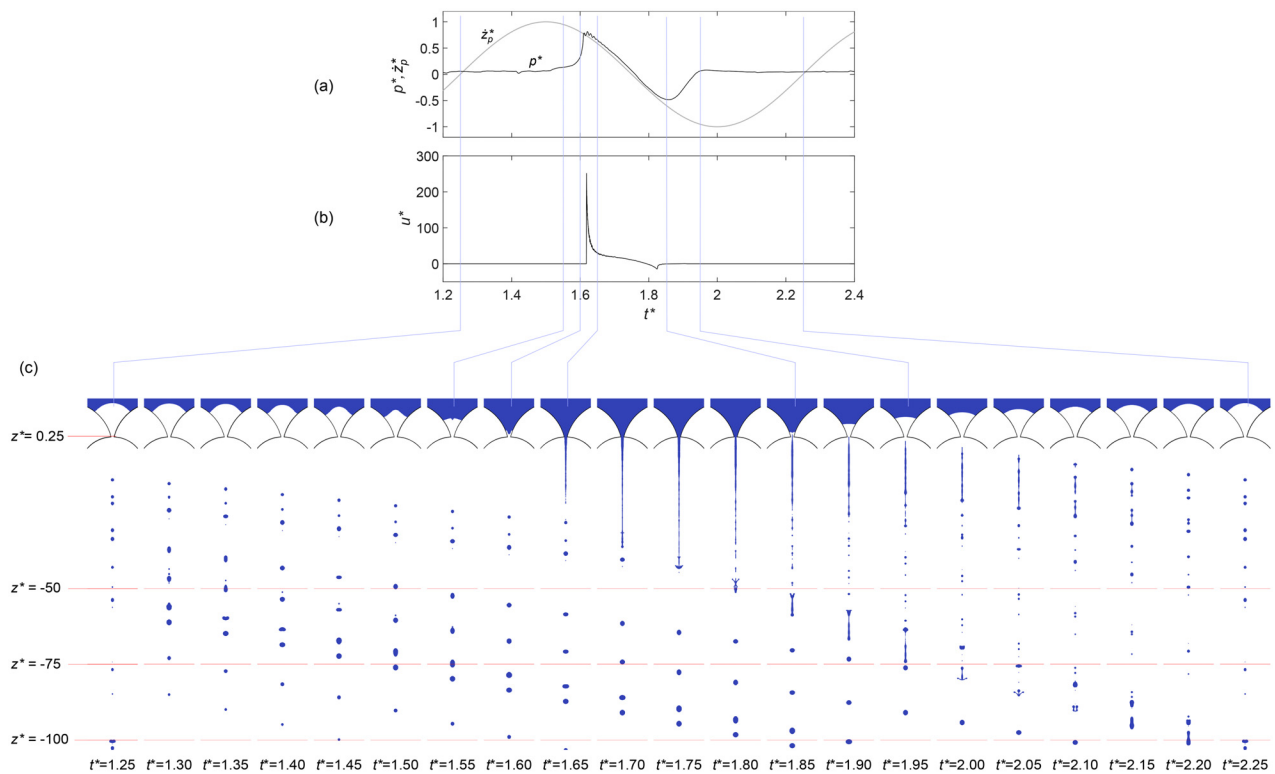 (a)
p*, ż*p
1
0.5
0
-0.5
-1
ż*p
p*
(b)
u*
300
200
100
0
1.2 1.4 1.6 1.8 2 2.2 2.4
t*
(c)
z*= 0.25
z* = -50
z* = -75
z* = -100
t*=1.25 t*=1.30 t*=1.35 t*=1.40 t*=1.45 t*=1.50 t*=1.55 t*=1.60 t*=1.65 t*=1.70 t*=1.75 t*=1.80 t*=1.85 t*=1.90 t*=1.95 t*=2.00 t*=2.05 t*=2.10 t*=2.15 t*=2.20 t*=2.25